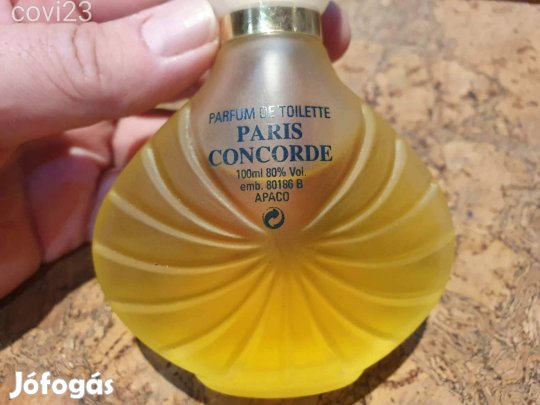 covi23
PARFUM DE TOILETTE
PARIS
CONCORDE
100ml 80% Vol.
emb. 80186 B
APACO
Jófogás